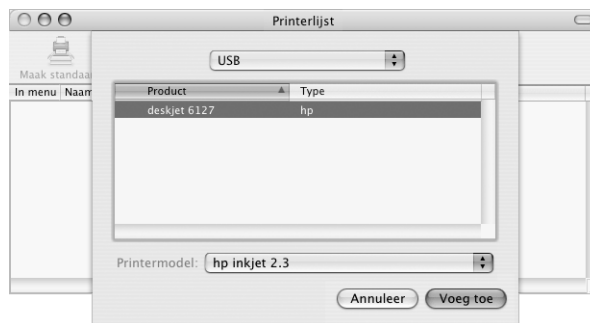 Printerlijst
USB
Maak standaa
In menu Naam
Product Type
deskjet 6127 hp
Printermodel: hp inkjet 2.3
Annuleer Voeg toe